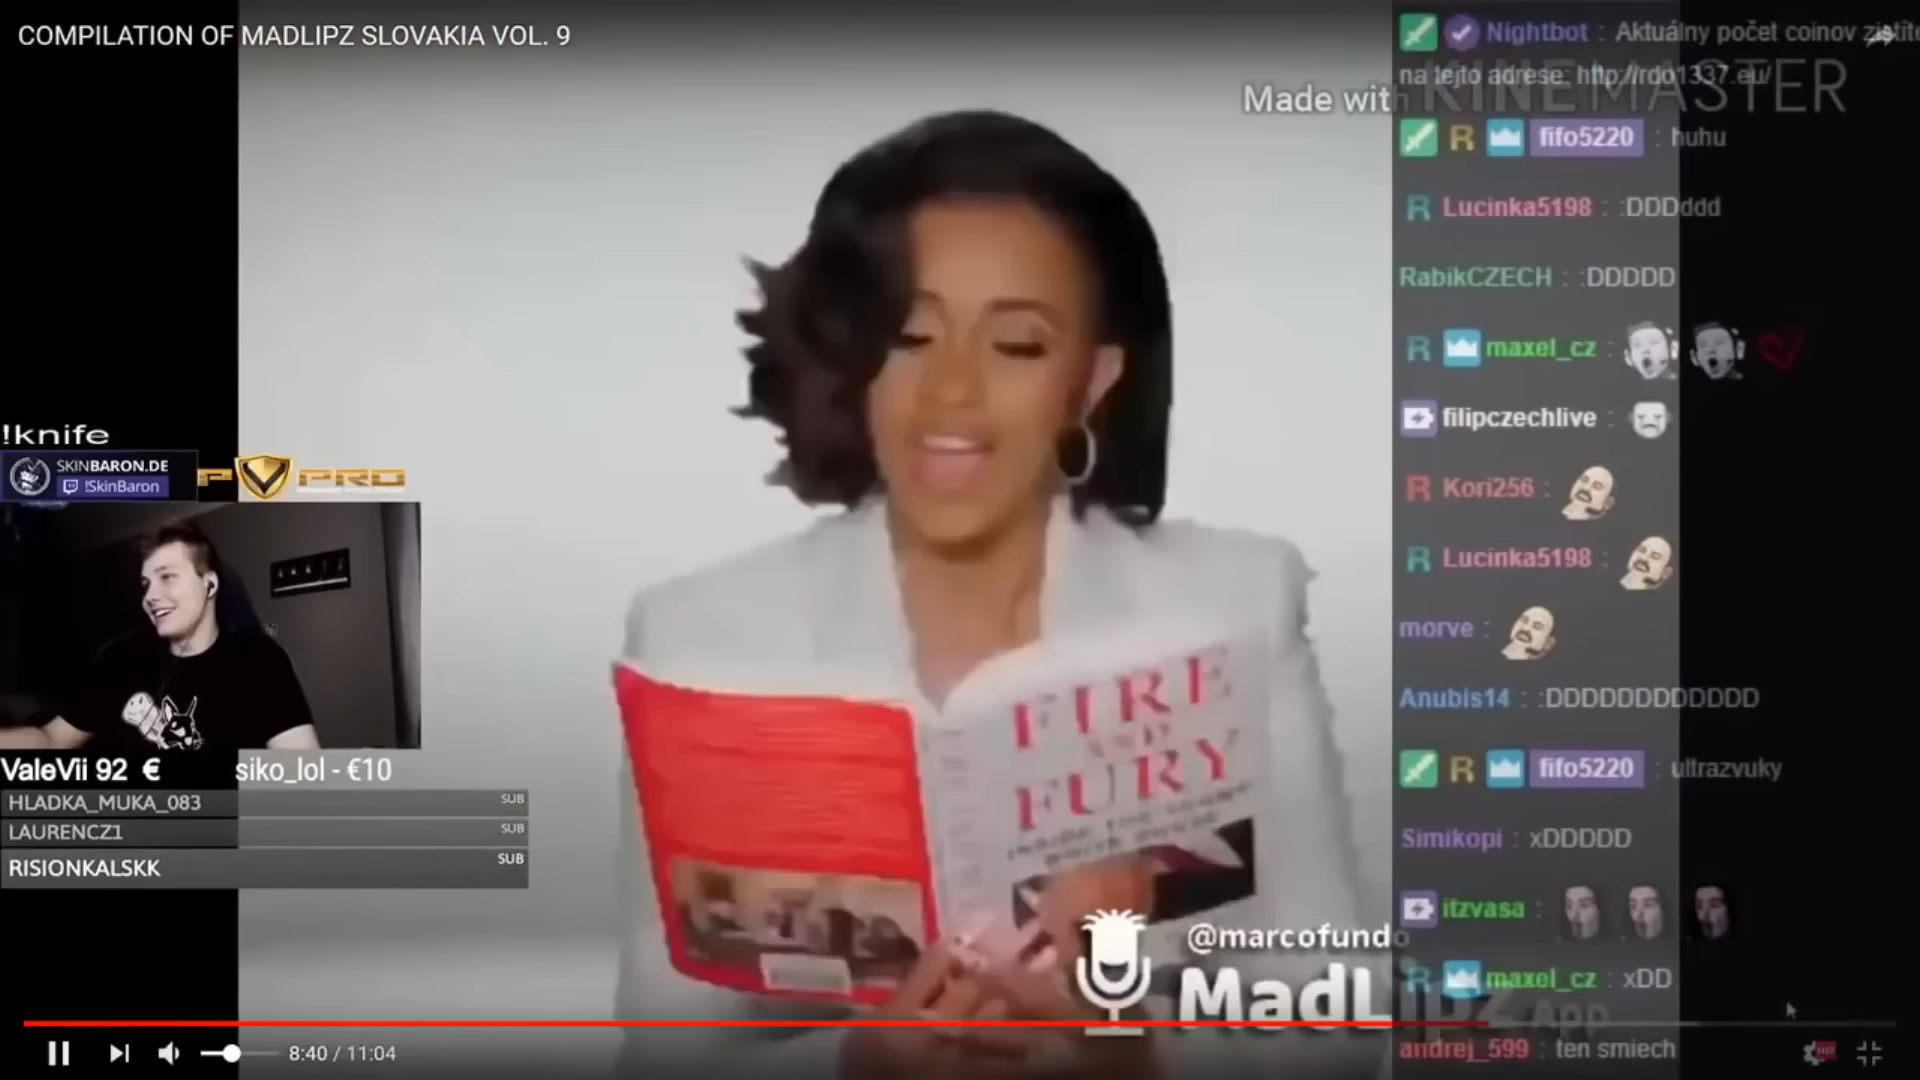 COMPILATION OF MADLIPZ SLOVAKIA VOL. 9
Made with KINEMASTER
Nightbot : Aktuálny počet coinov zistíte
na tejto adrese: http://rdo1337.eu/
R fifo5220 : huhu
R Lucinka5198 : :DDDddd
RabikCZECH : :DDDDD
R maxel_cz :
filipczechlive :
R Kori256 :
R Lucinka5198 :
morve :
Anubis14 : :DDDDDDDDDDDD
R fifo5220 : ultrazvuky
Simikopi : xDDDDD
itzvasa :
R maxel_cz : xDD
andrej_599 : ten smiech
!knife
SKINBARON.DE
!SkinBaron
PRO
ValeVii 92 €
siko_lol - €10
HLADKA_MUKA_083 SUB
LAURENCZ1 SUB
RISIONKALSKK SUB
FIRE
AND
FURY
@marcofundo
MadLipz
App
8:40 / 11:04
HD